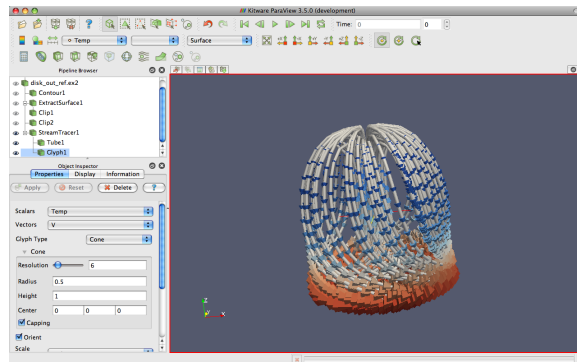 ## Kitware ParaView 3.5.0 (development)
Time: 0 0
Temp Surface
Pipeline Browser
disk_out_ref.ex2
Contour1
ExtractSurface1
Clip1
Clip2
StreamTracer1
Tube1
Glyph1
Object Inspector
Properties Display Information
Apply Reset Delete ?
Scalars Temp
Vectors V
Glyph Type Cone
Cone
Resolution 6
Radius 0.5
Height 1
Center 0 0 0
Capping
Orient
Scale
Z
Y X